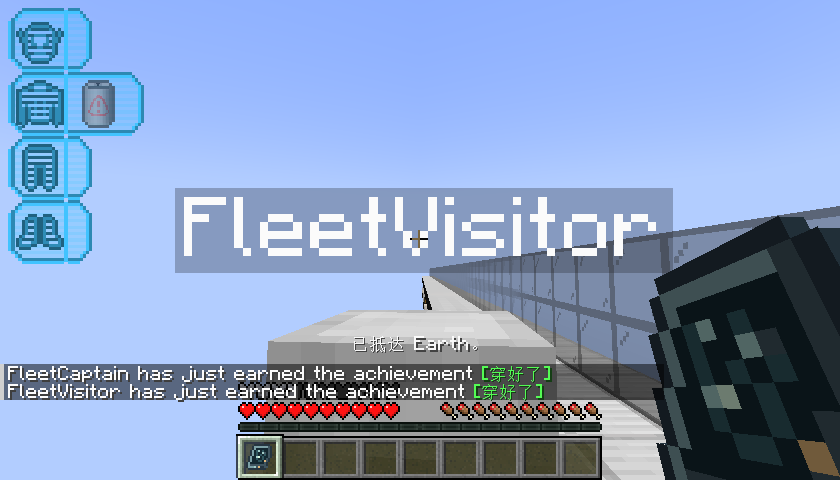 FleetVisitor
已抵达 Earth。
FleetCaptain has just earned the achievement [穿好了]
FleetVisitor has just earned the achievement [穿好了]